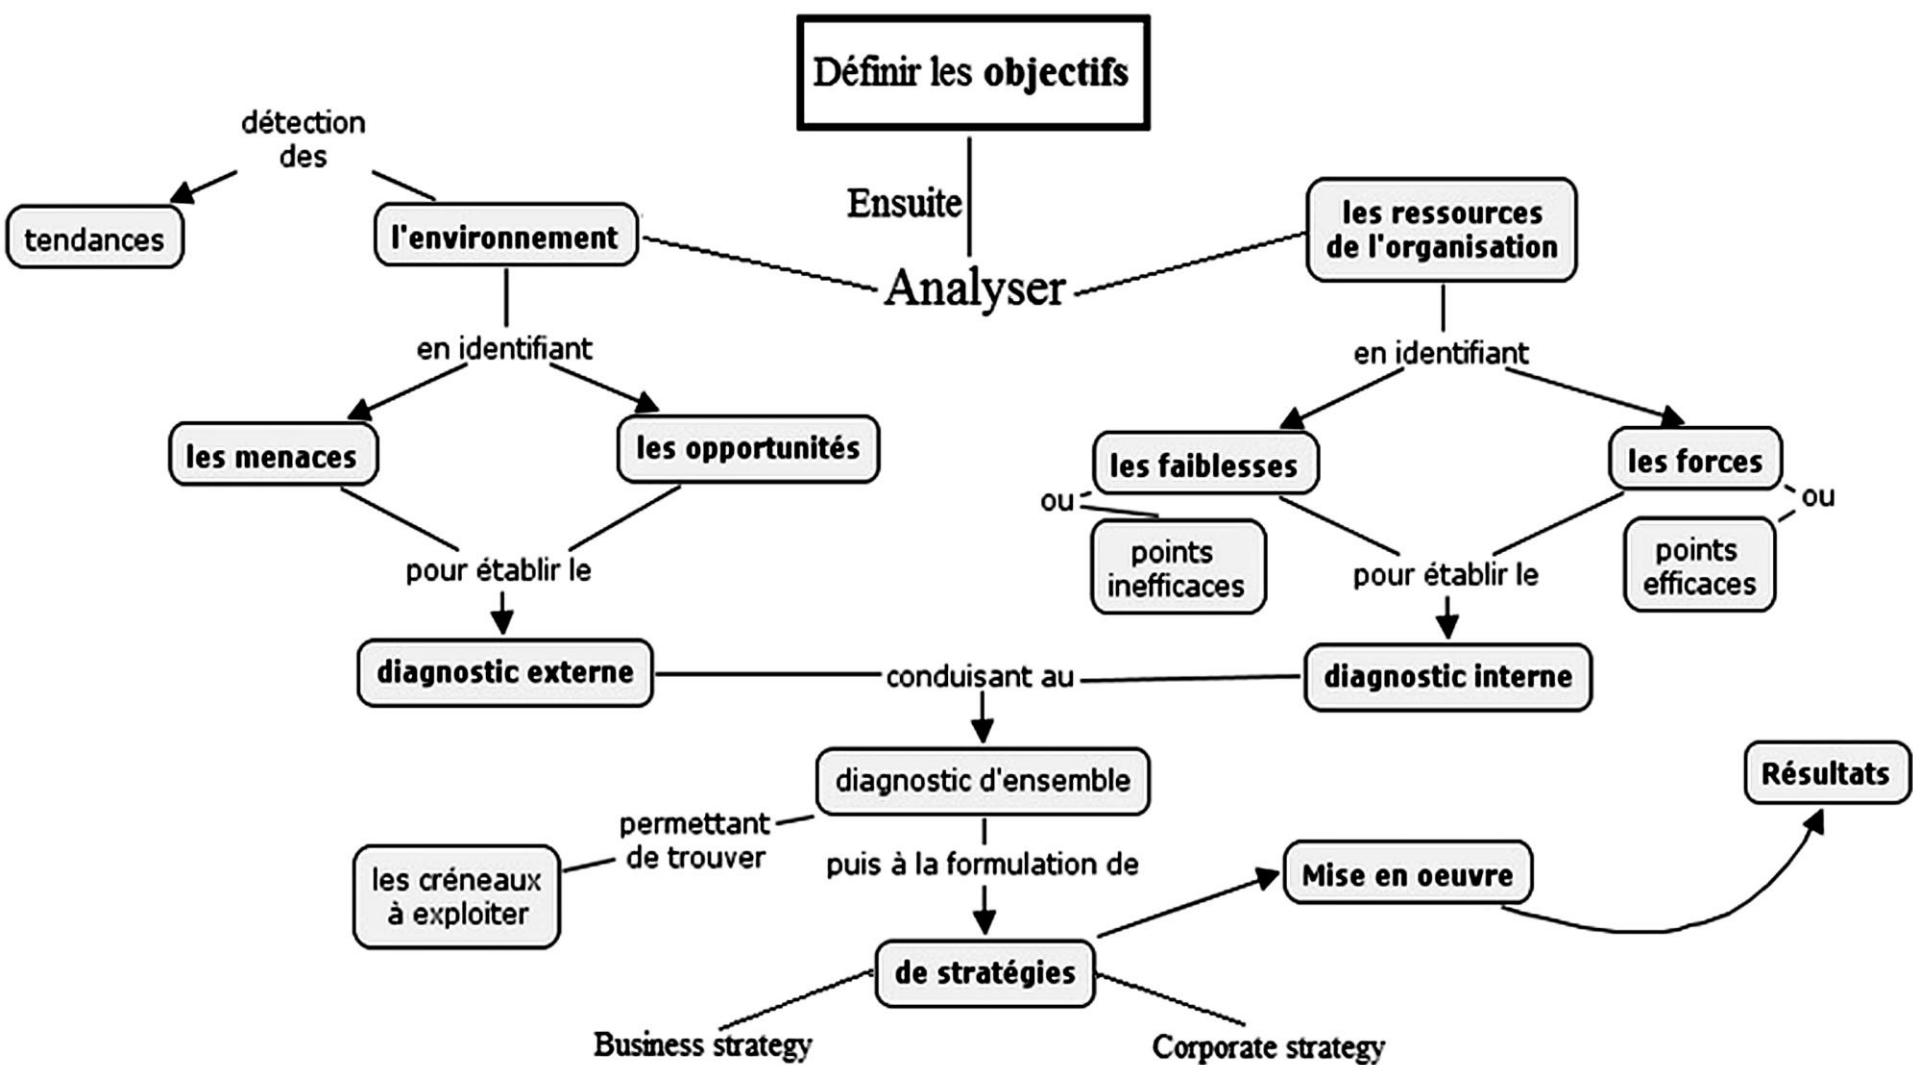 Définir les objectifs
détection
des
tendances
l'environnement
Ensuite
Analyser
les ressources
de l'organisation
en identifiant
en identifiant
les menaces
les opportunités
les faiblesses
les forces
ou
points
inefficaces
ou
points
efficaces
pour établir le
pour établir le
diagnostic externe
conduisant au
diagnostic interne
diagnostic d'ensemble
Résultats
permettant
de trouver
les créneaux
à exploiter
puis à la formulation de
Mise en oeuvre
de stratégies
Business strategy
Corporate strategy